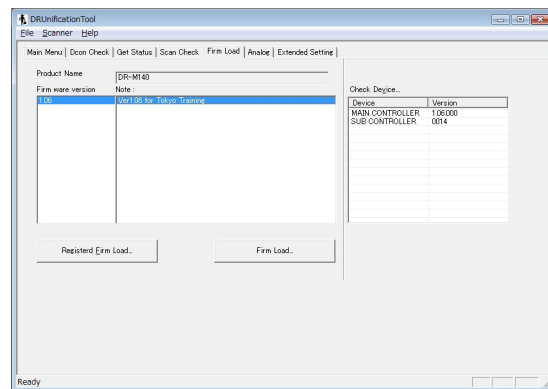 DRUnificationTool
File Scanner Help
Main Menu Dcon Check Get Status Scan Check Firm Load Analog Extended Setting
Product Name DR-M140
Firm ware version Note :
1.06 Ver1.06 for Tokyo Training
Check Device...
Device Version
MAIN CONTROLLER 1.06.000
SUB CONTROLLER 0014
Registerd Firm Load... Firm Load...
Ready